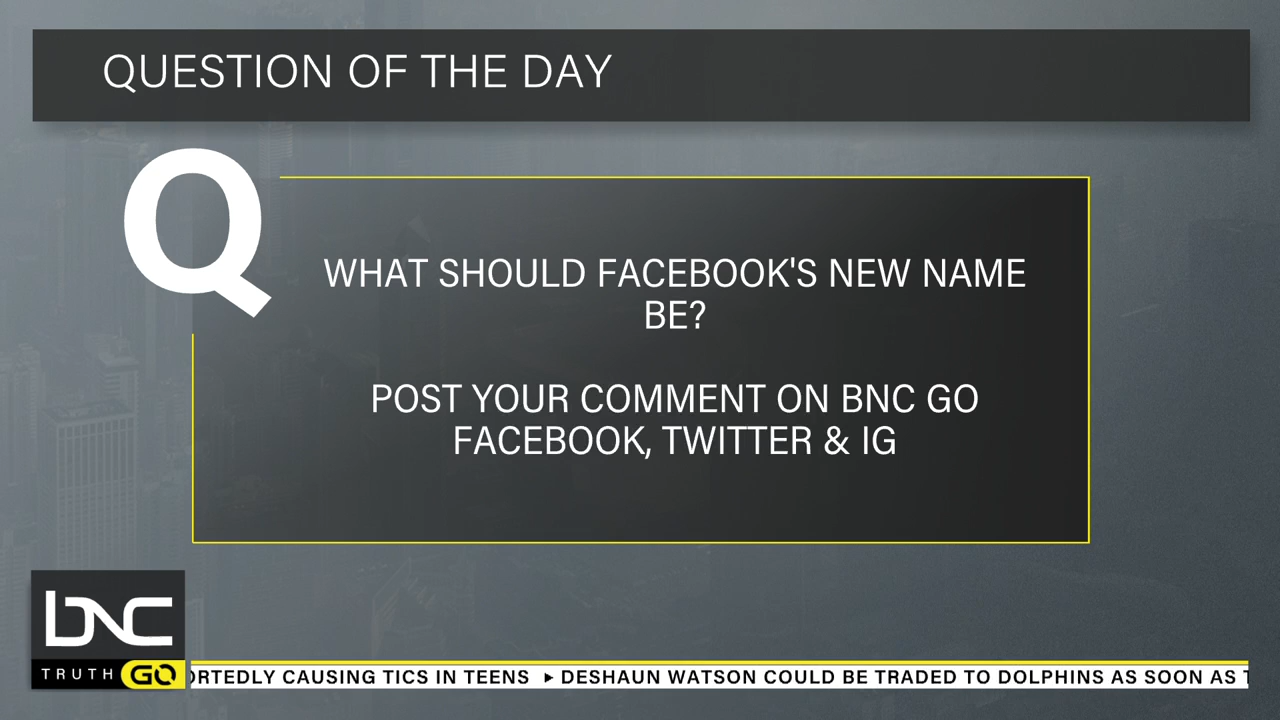 QUESTION OF THE DAY
Q
WHAT SHOULD FACEBOOK'S NEW NAME
BE?
POST YOUR COMMENT ON BNC GO
FACEBOOK, TWITTER & IG
bnc
TRUTH GO
CAUSING TICS IN TEENS ▸ DESHAUN WATSON COULD BE TRADED TO DOLPHINS AS SOON AS